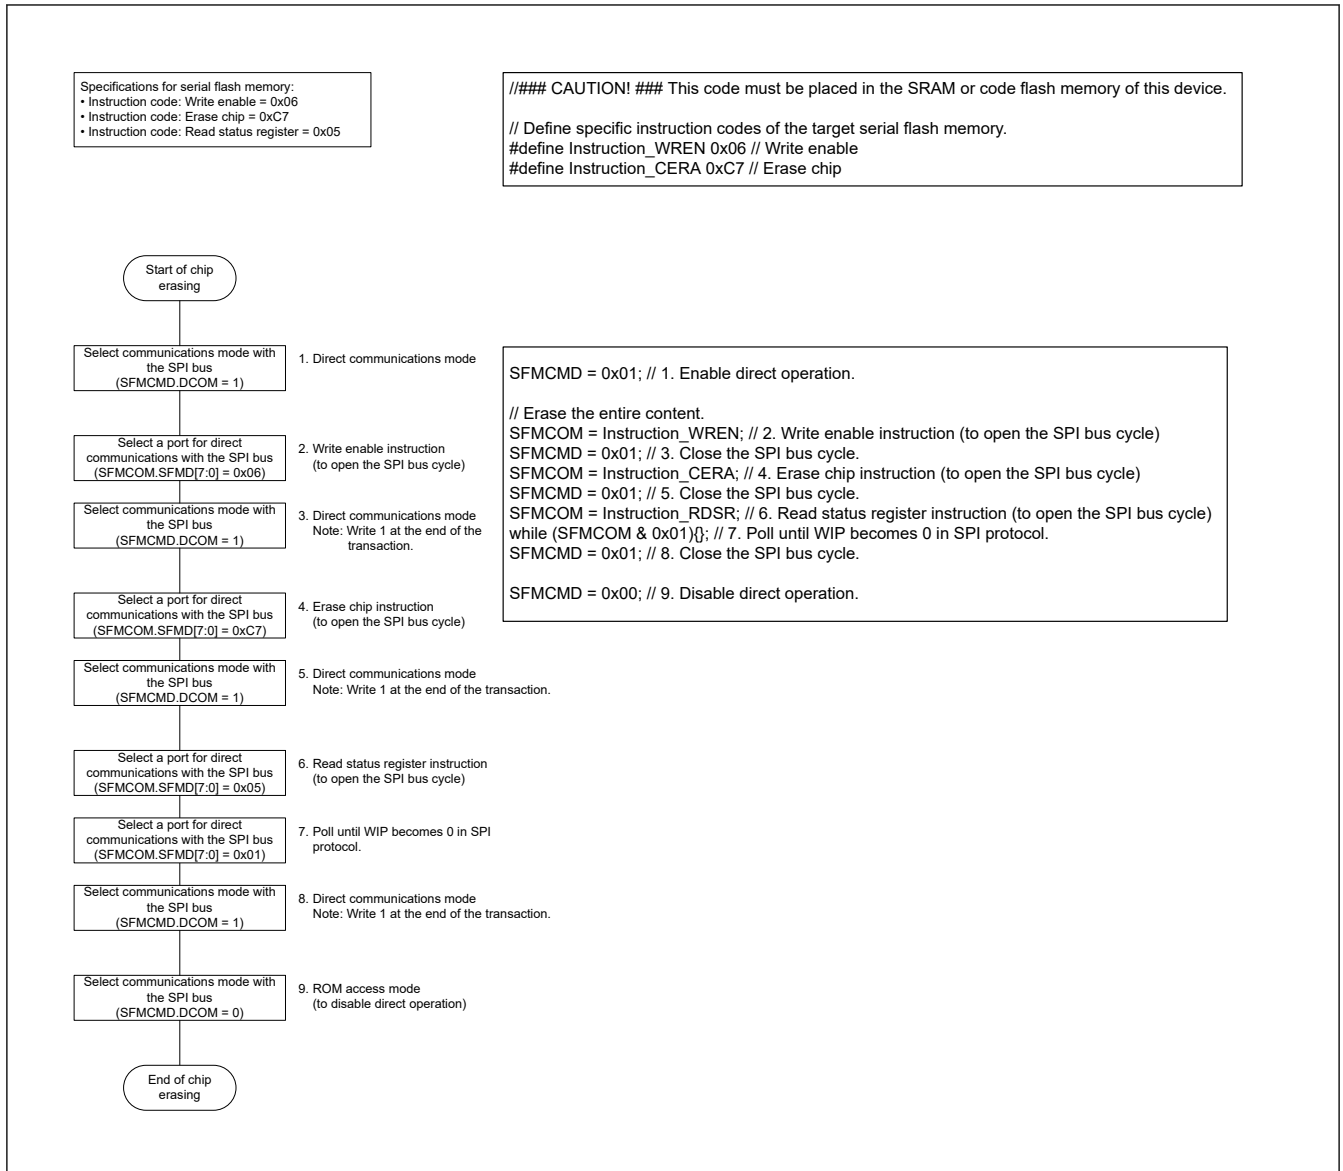 Specifications for serial flash memory:
• Instruction code: Write enable = 0x06
• Instruction code: Erase chip = 0xC7
• Instruction code: Read status register = 0x05
//### CAUTION! ### This code must be placed in the SRAM or code flash memory of this device.
// Define specific instruction codes of the target serial flash memory.
#define Instruction_WREN 0x06 // Write enable
#define Instruction_CERA 0xC7 // Erase chip
Start of chip
erasing
Select communications mode with
the SPI bus
(SFMCMD.DCOM = 1)
1. Direct communications mode
Select a port for direct
communications with the SPI bus
(SFMCOM.SFMD[7:0] = 0x06)
2. Write enable instruction
(to open the SPI bus cycle)
Select communications mode with
the SPI bus
(SFMCMD.DCOM = 1)
3. Direct communications mode
Note: Write 1 at the end of the
transaction.
Select a port for direct
communications with the SPI bus
(SFMCOM.SFMD[7:0] = 0xC7)
4. Erase chip instruction
(to open the SPI bus cycle)
Select communications mode with
the SPI bus
(SFMCMD.DCOM = 1)
5. Direct communications mode
Note: Write 1 at the end of the transaction.
Select a port for direct
communications with the SPI bus
(SFMCOM.SFMD[7:0] = 0x05)
6. Read status register instruction
(to open the SPI bus cycle)
Select a port for direct
communications with the SPI bus
(SFMCOM.SFMD[7:0] = 0x01)
7. Poll until WIP becomes 0 in SPI
protocol.
Select communications mode with
the SPI bus
(SFMCMD.DCOM = 1)
8. Direct communications mode
Note: Write 1 at the end of the transaction.
Select communications mode with
the SPI bus
(SFMCMD.DCOM = 0)
9. ROM access mode
(to disable direct operation)
End of chip
erasing
SFMCMD = 0x01; // 1. Enable direct operation.
// Erase the entire content.
SFMCOM = Instruction_WREN; // 2. Write enable instruction (to open the SPI bus cycle)
SFMCMD = 0x01; // 3. Close the SPI bus cycle.
SFMCOM = Instruction_CERA; // 4. Erase chip instruction (to open the SPI bus cycle)
SFMCMD = 0x01; // 5. Close the SPI bus cycle.
SFMCOM = Instruction_RDSR; // 6. Read status register instruction (to open the SPI bus cycle)
while (SFMCOM & 0x01){}; // 7. Poll until WIP becomes 0 in SPI protocol.
SFMCMD = 0x01; // 8. Close the SPI bus cycle.
SFMCMD = 0x00; // 9. Disable direct operation.